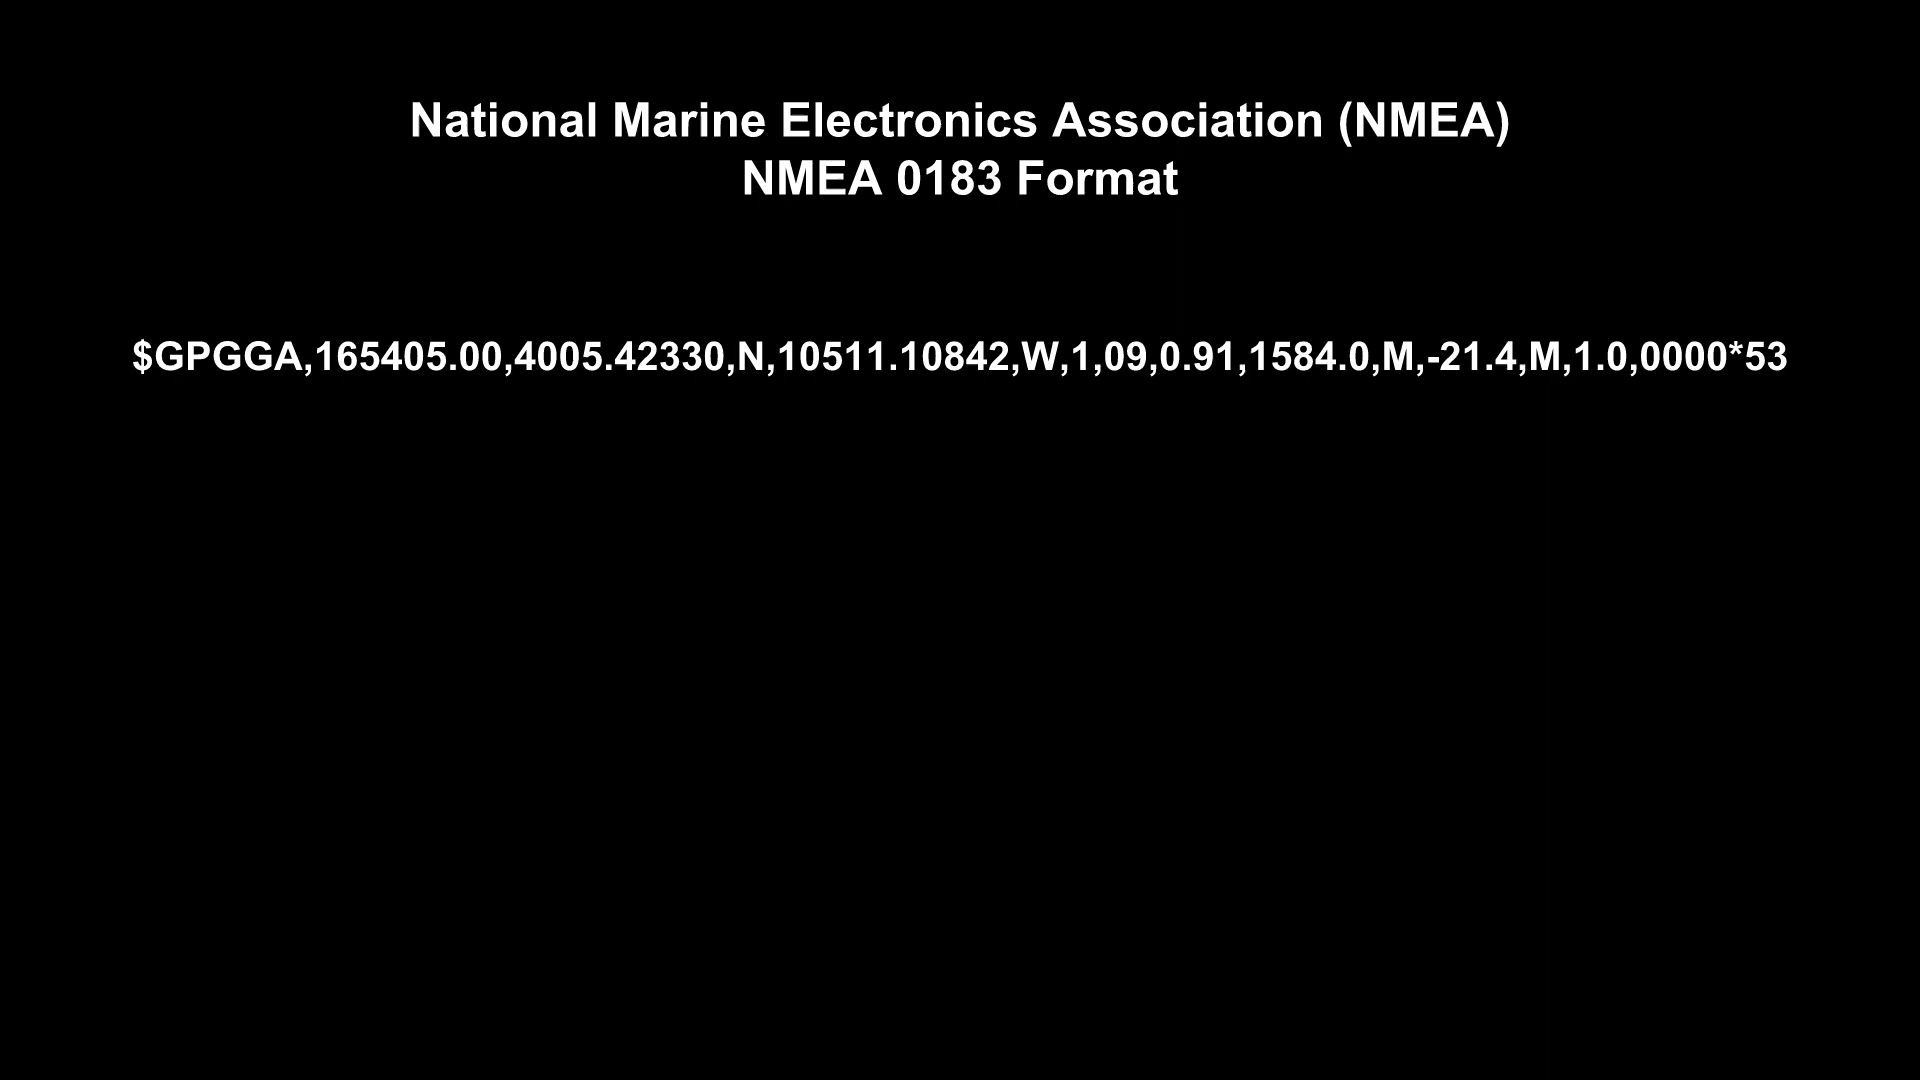 National Marine Electronics Association (NMEA)
NMEA 0183 Format
$GPGGA,165405.00,4005.42330,N,10511.10842,W,1,09,0.91,1584.0,M,-21.4,M,1.0,0000*53